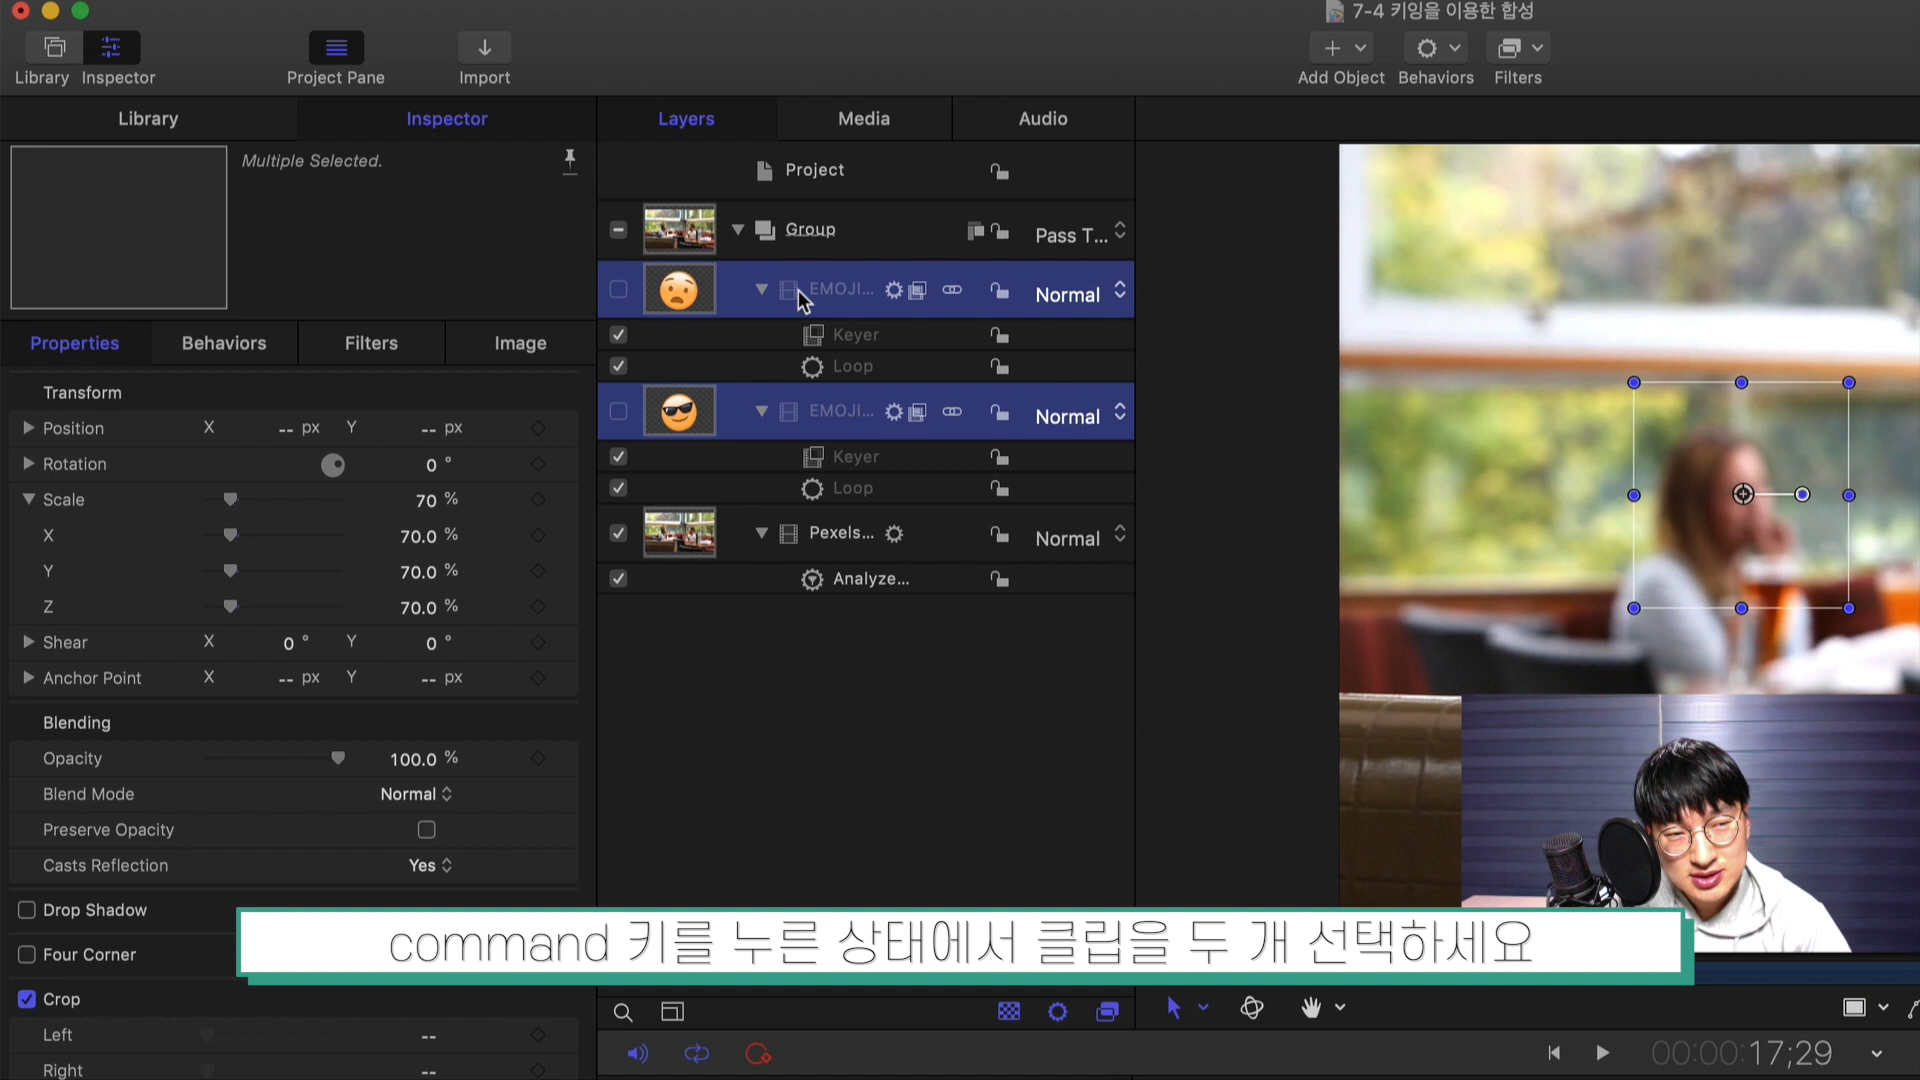 7-4 키잉을 이용한 합성
Library Inspector Project Pane Import Add Object Behaviors Filters
Library Inspector Layers Media Audio
Multiple Selected.
Project
Group Pass T...
EMOJI... Normal
Keyer
Loop
EMOJI... Normal
Keyer
Loop
Pexels... Normal
Analyze...
Properties Behaviors Filters Image
Transform
Position X -- px Y -- px
Rotation 0 °
Scale 70 %
X 70.0 %
Y 70.0 %
Z 70.0 %
Shear X 0 ° Y 0 °
Anchor Point X -- px Y -- px
Blending
Opacity 100.0 %
Blend Mode Normal
Preserve Opacity
Casts Reflection Yes
Drop Shadow
Four Corner
Crop
Left --
Right --
command 키를 누른 상태에서 클립을 두 개 선택하세요
00:00:17;29